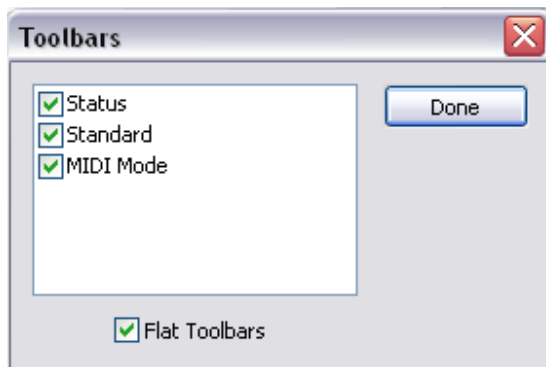 Toolbars
Status
Standard
MIDI Mode
Done
Flat Toolbars